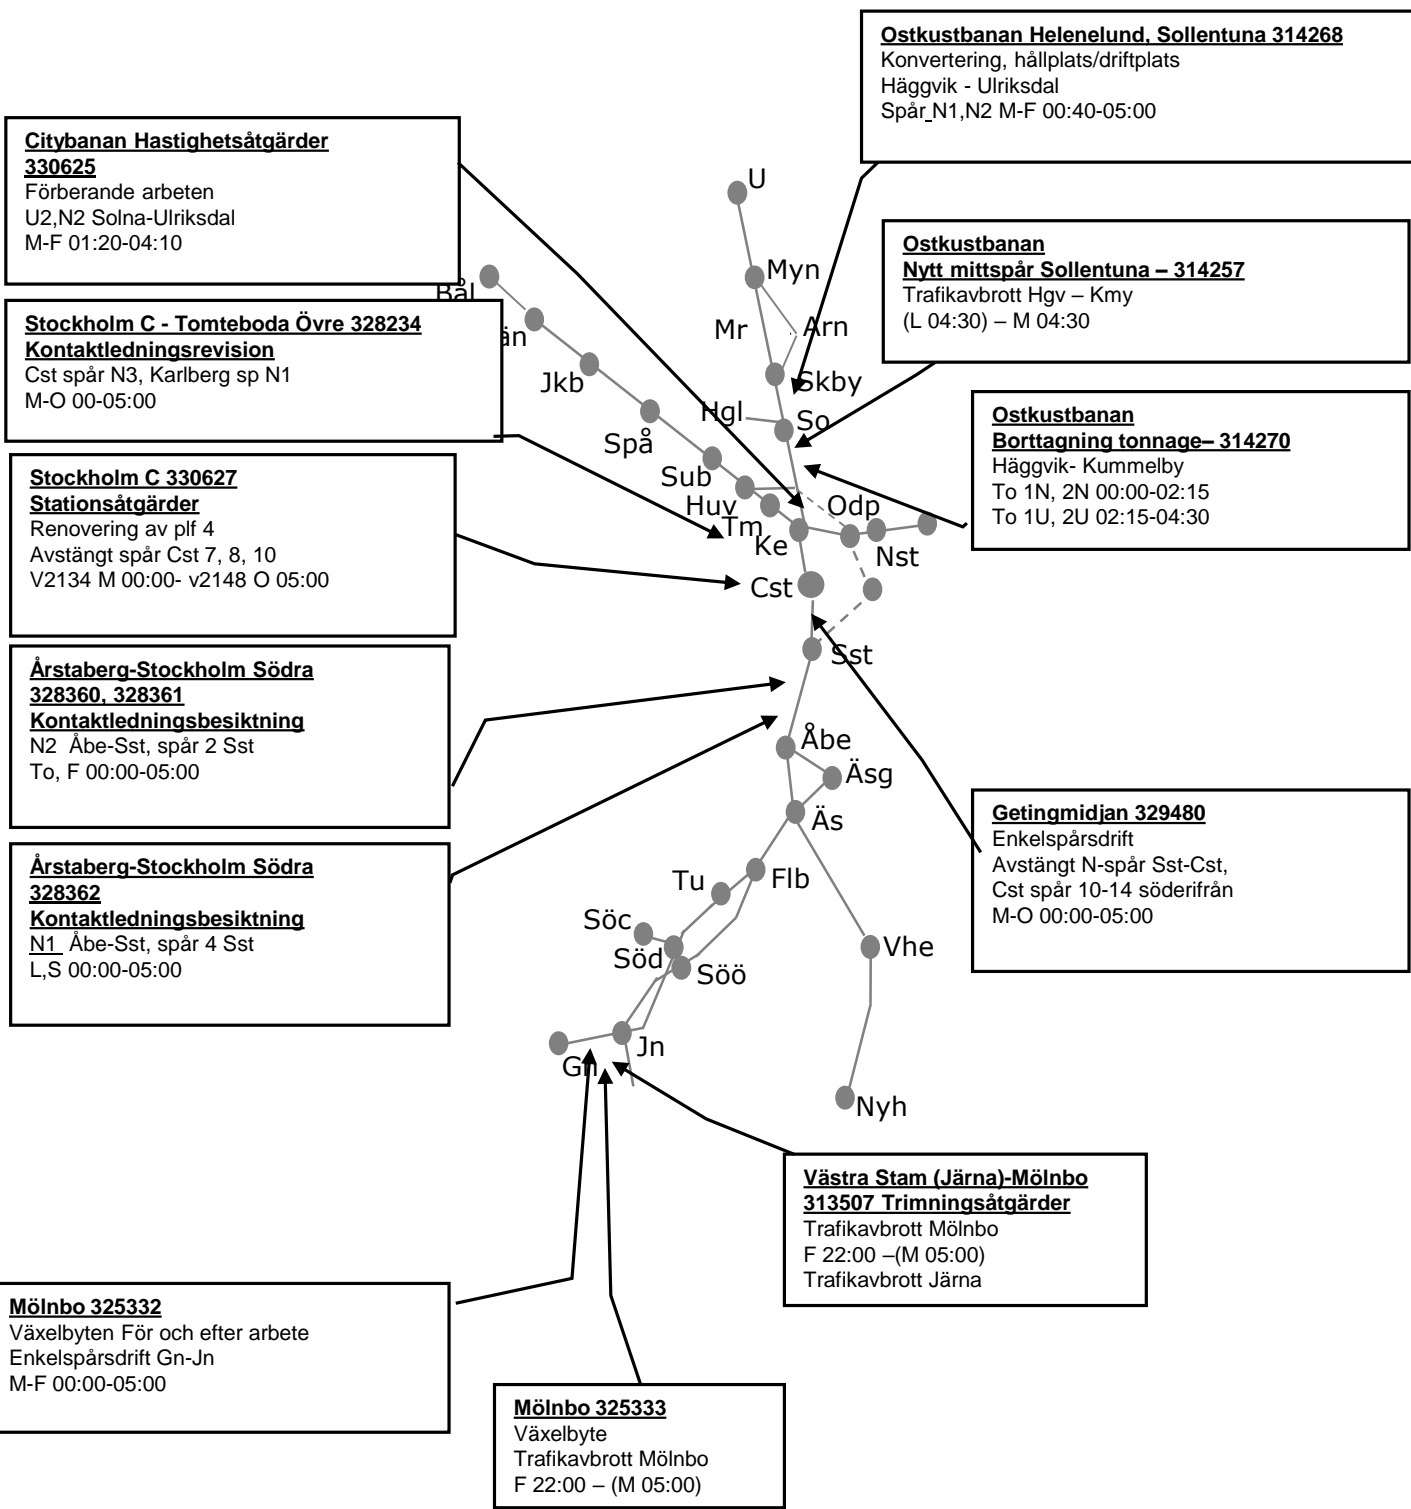 Ostkustbanan Helenelund, Sollentuna 314268
Konvertering, hållplats/driftplats
Häggvik - Ulriksdal
Spår N1,N2 M-F 00:40-05:00
Citybanan Hastighetsåtgärder
330625
Förberande arbeten
U2,N2 Solna-Ulriksdal
M-F 01:20-04:10
Ostkustbanan
Nytt mittspår Sollentuna – 314257
Trafikavbrott Hgv – Kmy
(L 04:30) – M 04:30
Stockholm C - Tomteboda Övre 328234
Kontaktledningsrevision
Cst spår N3, Karlberg sp N1
M-O 00-05:00
Ostkustbanan
Borttagning tonnage– 314270
Häggvik- Kummelby
To 1N, 2N 00:00-02:15
To 1U, 2U 02:15-04:30
Stockholm C 330627
Stationsåtgärder
Renovering av plf 4
Avstängt spår Cst 7, 8, 10
V2134 M 00:00- v2148 O 05:00
Årstaberg-Stockholm Södra
328360, 328361
Kontaktledningsbesiktning
N2  Åbe-Sst, spår 2 Sst
To, F 00:00-05:00
Årstaberg-Stockholm Södra
328362
Kontaktledningsbesiktning
N1  Åbe-Sst, spår 4 Sst
L,S 00:00-05:00
Getingmidjan 329480
Enkelspårsdrift
Avstängt N-spår Sst-Cst,
Cst spår 10-14 söderifrån
M-O 00:00-05:00
Västra Stam (Järna)-Mölnbo
313507 Trimningsåtgärder
Trafikavbrott Mölnbo
F 22:00 –(M 05:00)
Trafikavbrott Järna
Mölnbo 325332
Växelbyten För och efter arbete
Enkelspårsdrift Gn-Jn
M-F 00:00-05:00
Mölnbo 325333
Växelbyte
Trafikavbrott Mölnbo
F 22:00 – (M 05:00)
U
Myn
Bål
Mr
Arn
än
Jkb
Skby
Hgl
So
Spå
Sub
Huv
Odp
Tm
Ke
Nst
Cst
Sst
Åbe
Äsg
Äs
Flb
Tu
Söc
Söd
Söö
Vhe
Jn
Gn
Nyh